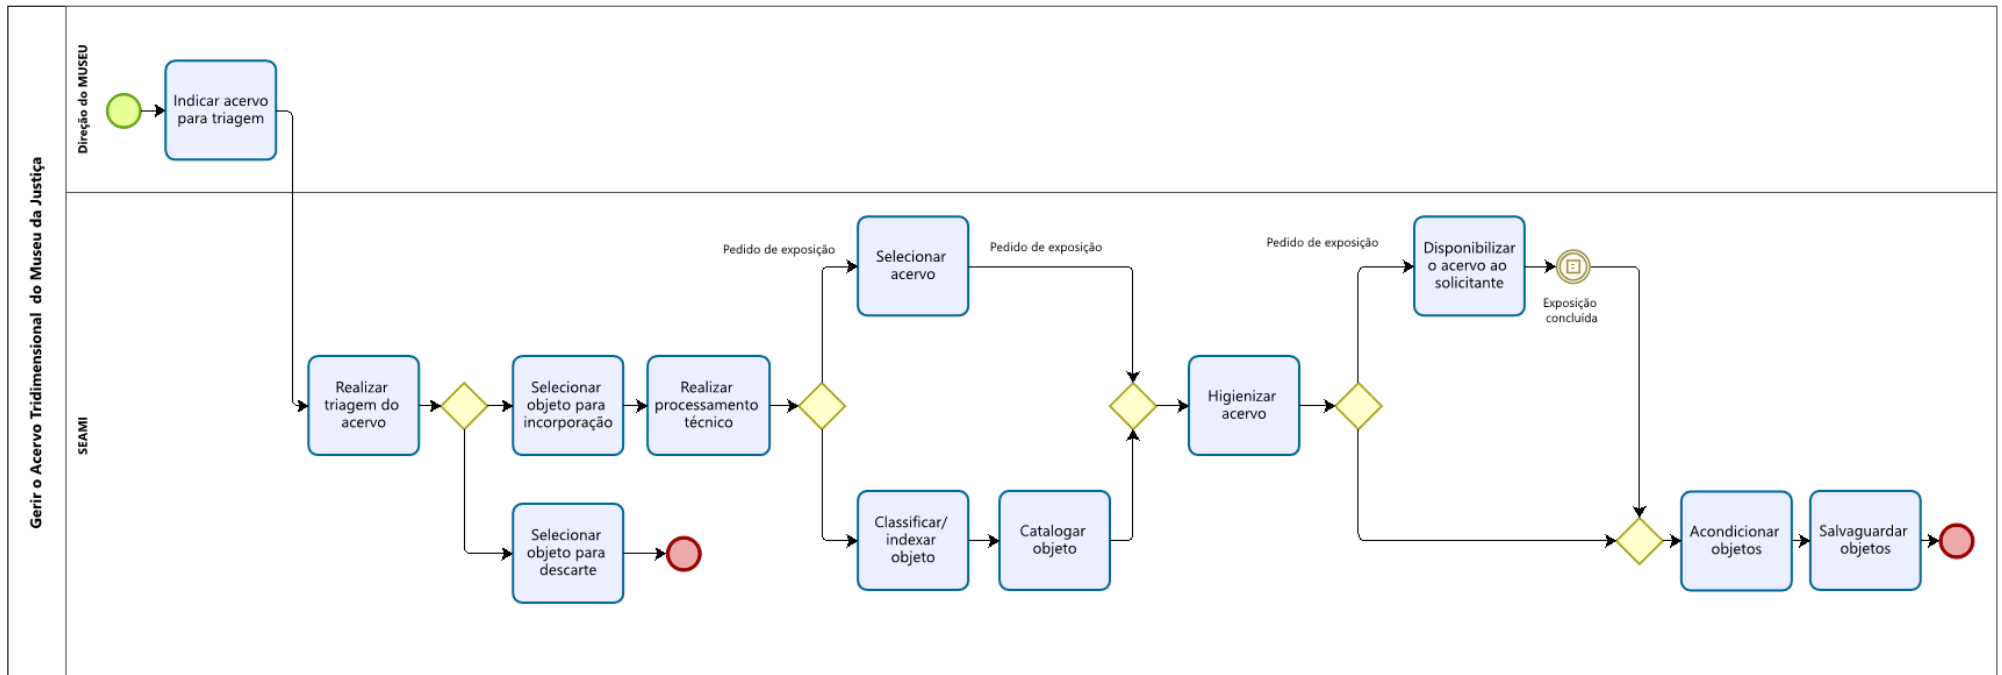 Gerir o Acervo Tridimensional do Museu da Justiça
Direção do MUSEU
Indicar acervo
para triagem
SEAMI
Realizar
triagem do
acervo
Selecionar
objeto para
incorporação
Realizar
processamento
técnico
Selecionar
objeto para
descarte
Pedido de exposição
Selecionar
acervo
Pedido de exposição
Classificar/
indexar
objeto
Catalogar
objeto
Higienizar
acervo
Pedido de exposição
Disponibilizar
o acervo ao
solicitante
Exposição
concluída
Acondicionar
objetos
Salvaguardar
objetos